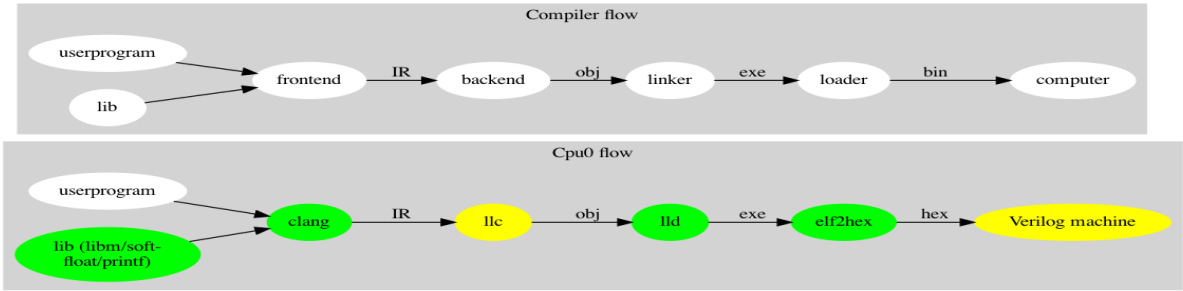 Compiler flow
userprogram
lib
frontend
IR
backend
obj
linker
exe
loader
bin
computer
Cpu0 flow
userprogram
lib (libm/soft-
float/printf)
clang
IR
llc
obj
lld
exe
elf2hex
hex
Verilog machine